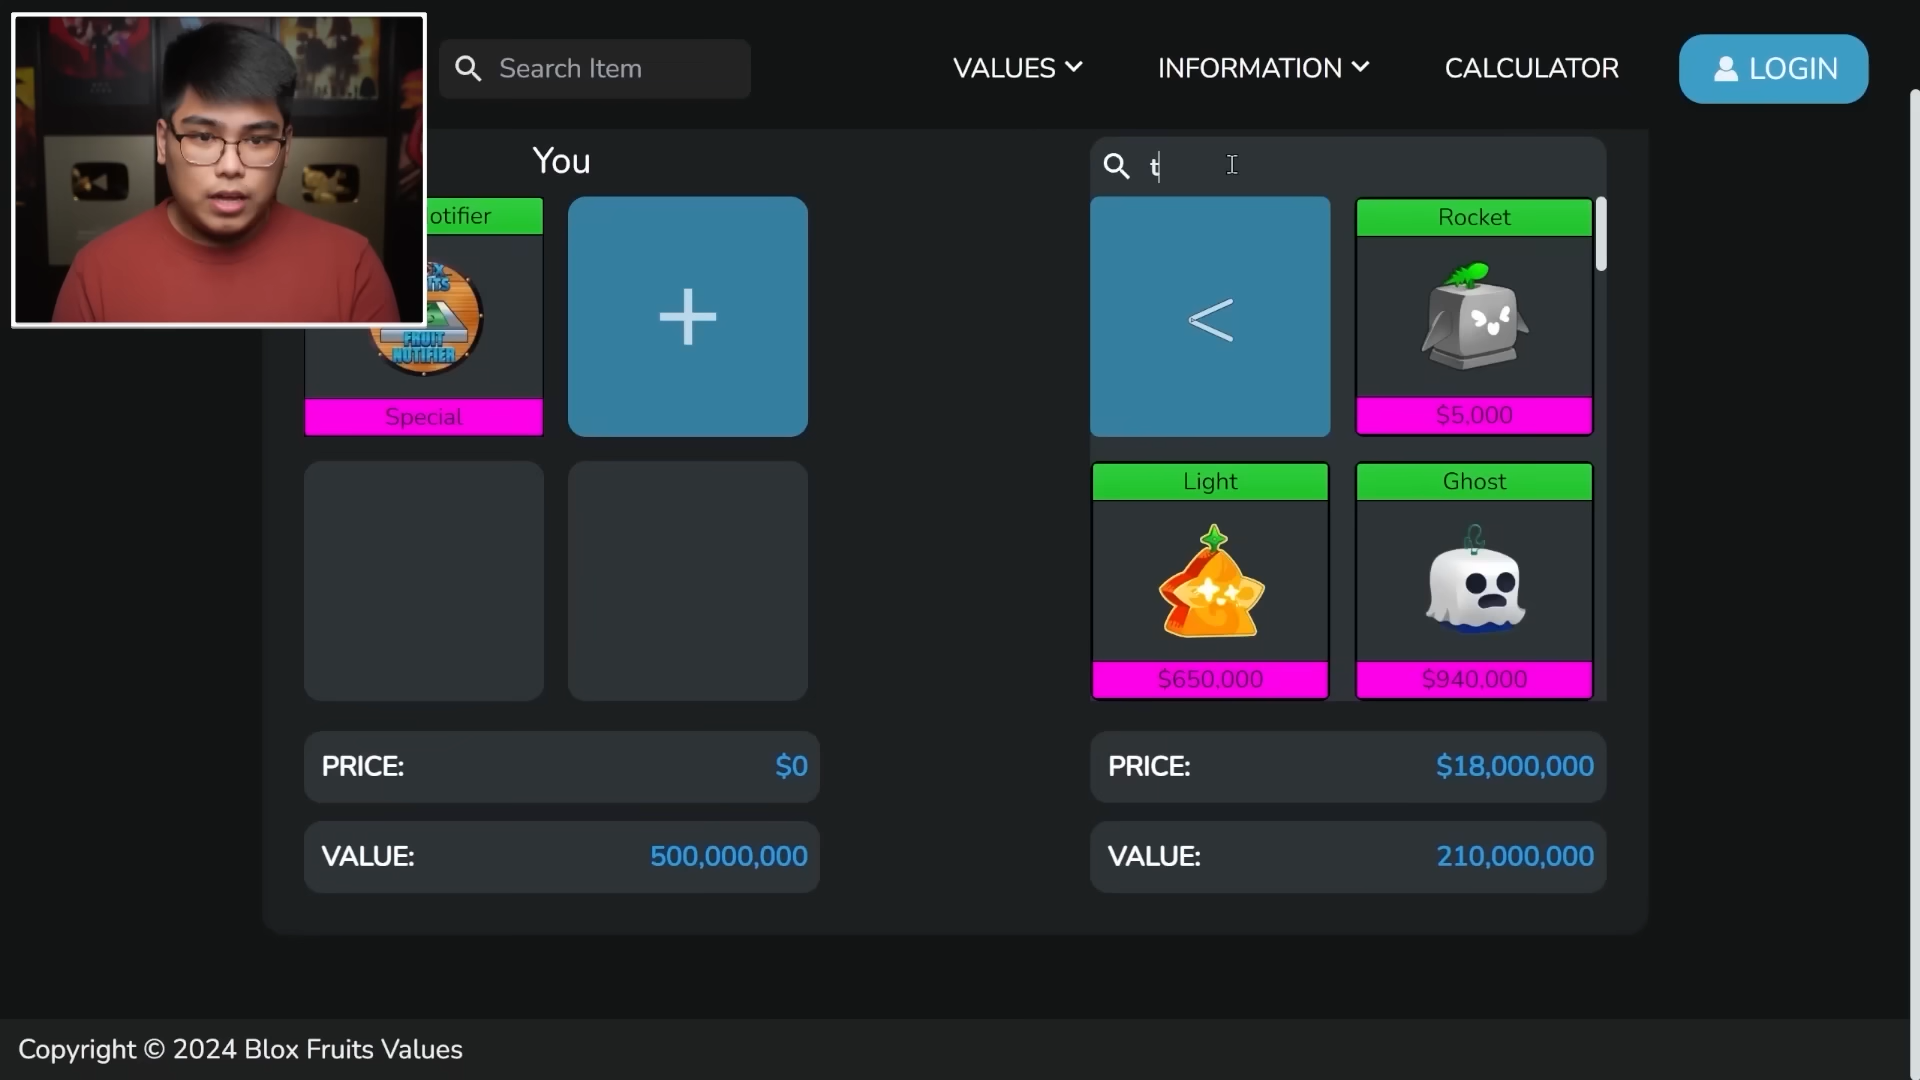 Search Item
VALUES
INFORMATION
CALCULATOR
LOGIN
You
t
otifier
FRUIT
NOTIFIER
Special
Rocket
$5,000
Light
$650,000
Ghost
$940,000
PRICE:
$0
VALUE:
500,000,000
PRICE:
$18,000,000
VALUE:
210,000,000
Copyright © 2024 Blox Fruits Values